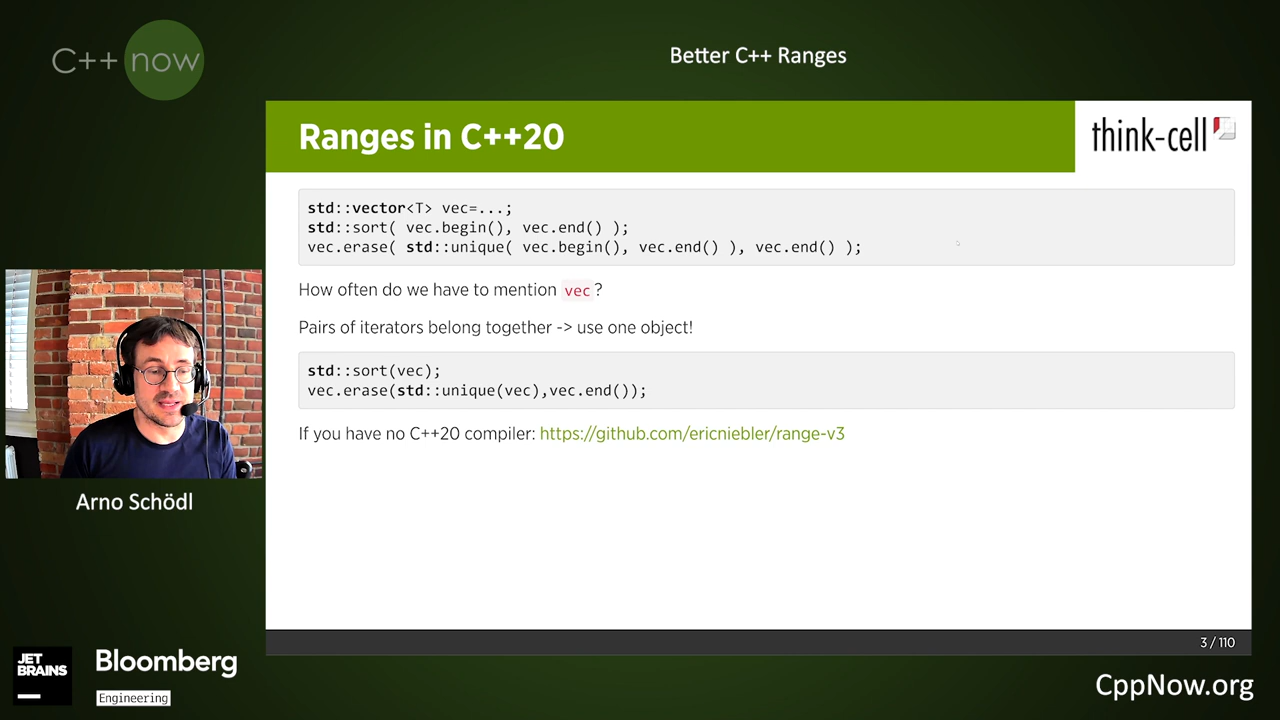 C++ now
Better C++ Ranges
Ranges in C++20
think-cell
std::vector<T> vec=...;
std::sort( vec.begin(), vec.end() );
vec.erase( std::unique( vec.begin(), vec.end() ), vec.end() );
How often do we have to mention vec?
Pairs of iterators belong together -> use one object!
std::sort(vec);
vec.erase(std::unique(vec),vec.end());
If you have no C++20 compiler: https://github.com/ericniebler/range-v3
Arno Schödl
3 / 110
JET
BRAINS
Bloomberg
Engineering
CppNow.org